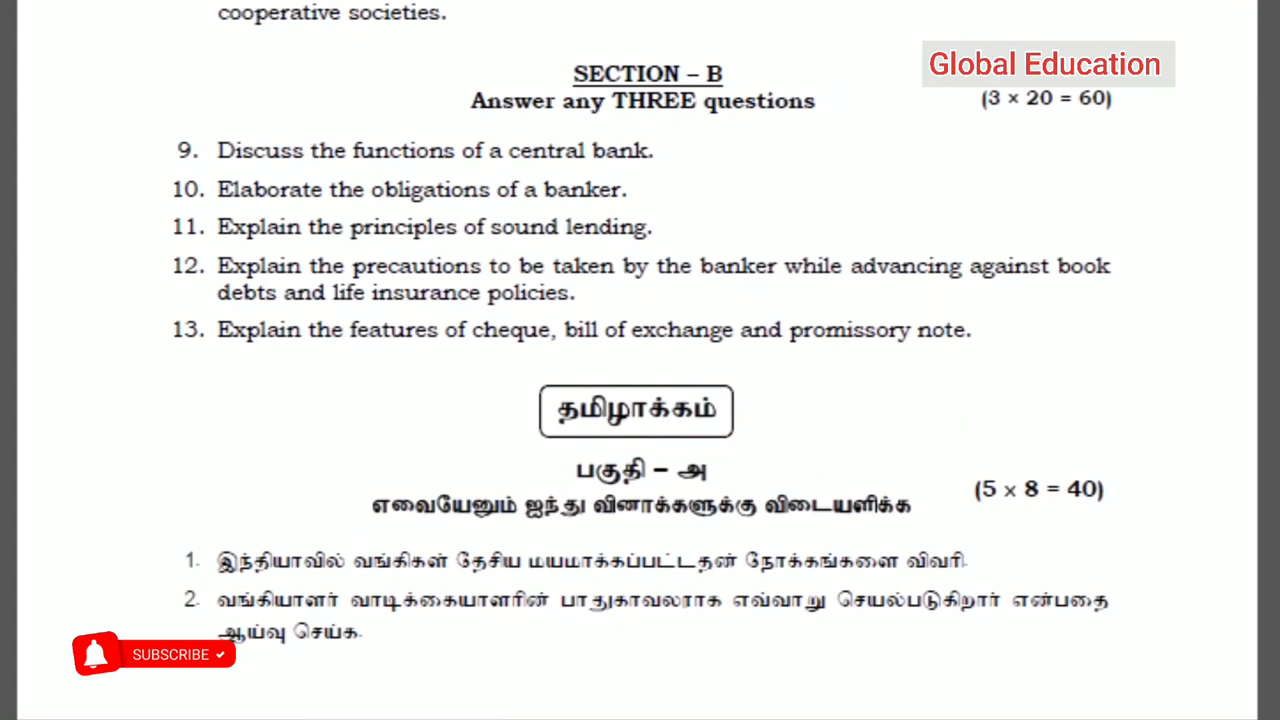 cooperative societies.
Global Education
SECTION – B
Answer any THREE questions
(3 × 20 = 60)
9. Discuss the functions of a central bank.
10. Elaborate the obligations of a banker.
11. Explain the principles of sound lending.
12. Explain the precautions to be taken by the banker while advancing against book
debts and life insurance policies.
13. Explain the features of cheque, bill of exchange and promissory note.
தமிழாக்கம்
பகுதி – அ
எவையேனும் ஐந்து வினாக்களுக்கு விடையளிக்க
(5 × 8 = 40)
1. இந்தியாவில் வங்கிகள் தேசிய மயமாக்கப்பட்டதன் நோக்கங்களை விவரி.
2. வங்கியாளர் வாடிக்கையாளரின் பாதுகாவலராக எவ்வாறு செயல்படுகிறார் என்பதை
ஆய்வு செய்க.
SUBSCRIBE